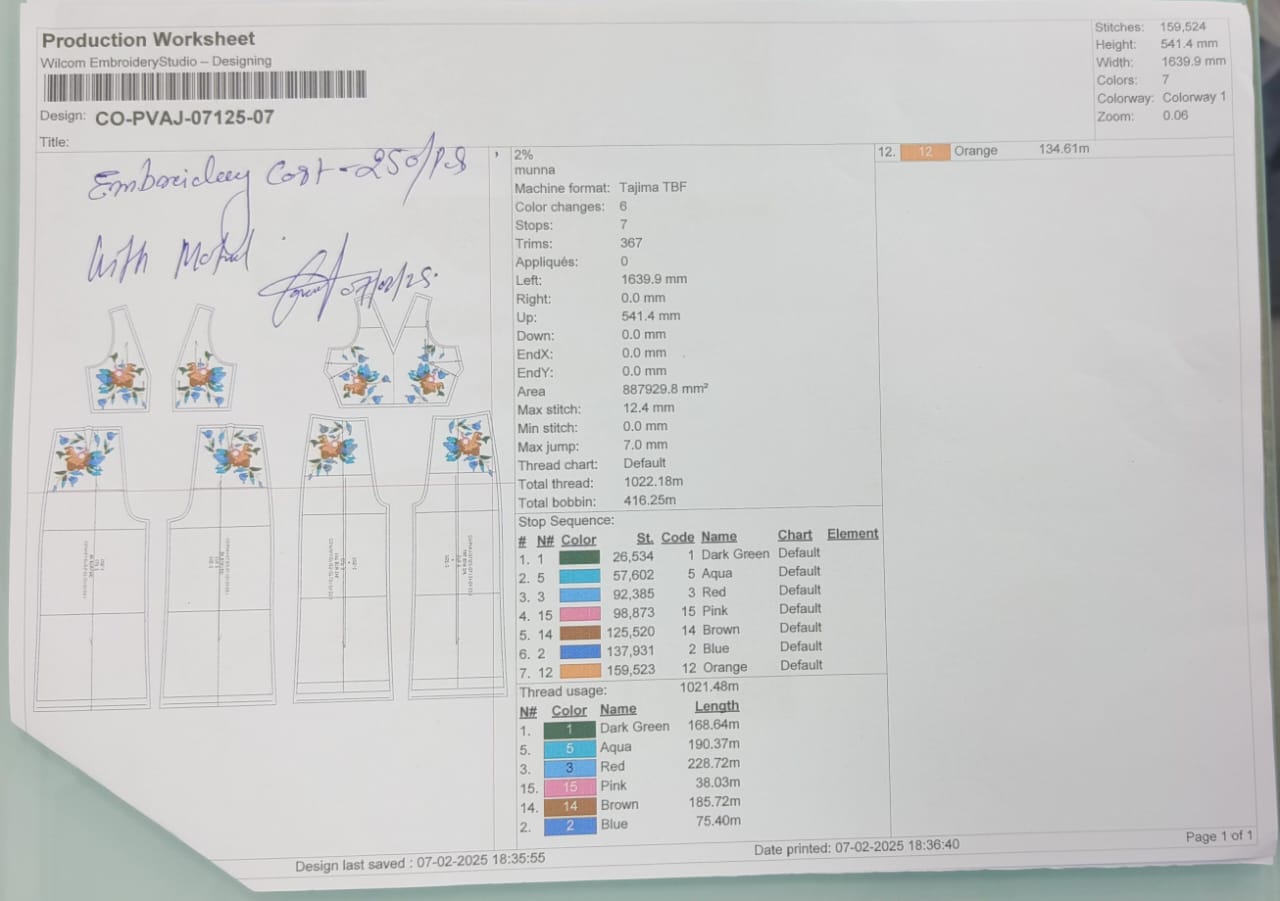 Production Worksheet
Wilcom EmbroideryStudio – Designing
Design: CO-PVAJ-07125-07
Title:
Stitches: 159,524
Height: 541.4 mm
Width: 1639.9 mm
Colors: 7
Colorway: Colorway 1
Zoom: 0.06
Embroidery Cost - 250/PCS
With
07/02/25
2%
munna
Machine format: Tajima TBF
Color changes: 6
Stops: 7
Trims: 367
Appliqués: 0
Left: 1639.9 mm
Right: 0.0 mm
Up: 541.4 mm
Down: 0.0 mm
EndX: 0.0 mm
EndY: 0.0 mm
Area 887929.8 mm²
Max stitch: 12.4 mm
Min stitch: 0.0 mm
Max jump: 7.0 mm
Thread chart: Default
Total thread: 1022.18m
Total bobbin: 416.25m
Stop Sequence:
# N# Color St. Code Name Chart Element
1. 1 26,534 1 Dark Green Default
2. 5 57,602 5 Aqua Default
3. 3 92,385 3 Red Default
4. 15 98,873 15 Pink Default
5. 14 125,520 14 Brown Default
6. 2 137,931 2 Blue Default
7. 12 159,523 12 Orange Default
Thread usage: 1021.48m
N# Color Name Length
1. 1 Dark Green 168.64m
5. 5 Aqua 190.37m
3. 3 Red 228.72m
15. 15 Pink 38.03m
14. 14 Brown 185.72m
2. 2 Blue 75.40m
12. 12 Orange 134.61m
Design last saved : 07-02-2025 18:35:55
Date printed: 07-02-2025 18:36:40
Page 1 of 1